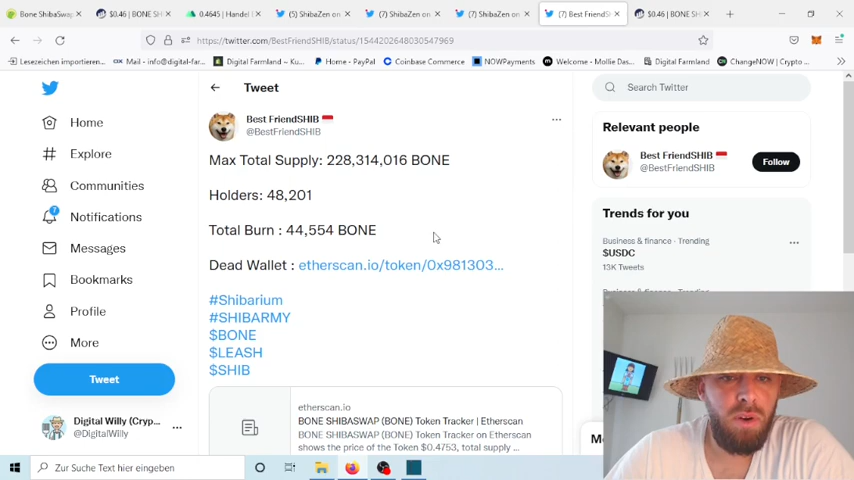 Bone ShibaSwap
$0.46 | BONE SH
0.4645 | Handel
(5) ShibaZen on
(7) ShibaZen on
(7) ShibaZen on
(7) Best FriendSH
$0.46 | BONE SH
https://twitter.com/BestFriendSHIB/status/1544202648030547969
Lesezeichen importieren...
Mail - info@digital-far...
Digital Farmland ~ Ku...
Home - PayPal
Coinbase Commerce
NOWPayments
Welcome - Mollie Das...
Digital Farmland
ChangeNOW | Crypto ...
Home
Explore
Communities
7
Notifications
Messages
Bookmarks
Profile
More
Tweet
Digital Willy (Cryp...
@DigitalWilly
Tweet
Best FriendSHIB
@BestFriendSHIB
Max Total Supply: 228,314,016 BONE
Holders: 48,201
Total Burn : 44,554 BONE
Dead Wallet : etherscan.io/token/0x981303...
#Shibarium
#SHIBARMY
$BONE
$LEASH
$SHIB
etherscan.io
BONE SHIBASWAP (BONE) Token Tracker | Etherscan
BONE SHIBASWAP (BONE) Token Tracker on Etherscan
shows the price of the Token $0.4753, total supply ...
Search Twitter
Relevant people
Best FriendSHIB
@BestFriendSHIB
Follow
Trends for you
Business & finance · Trending
$USDC
13K Tweets
Business & finance · Trending
Me
Zur Suche Text hier eingeben